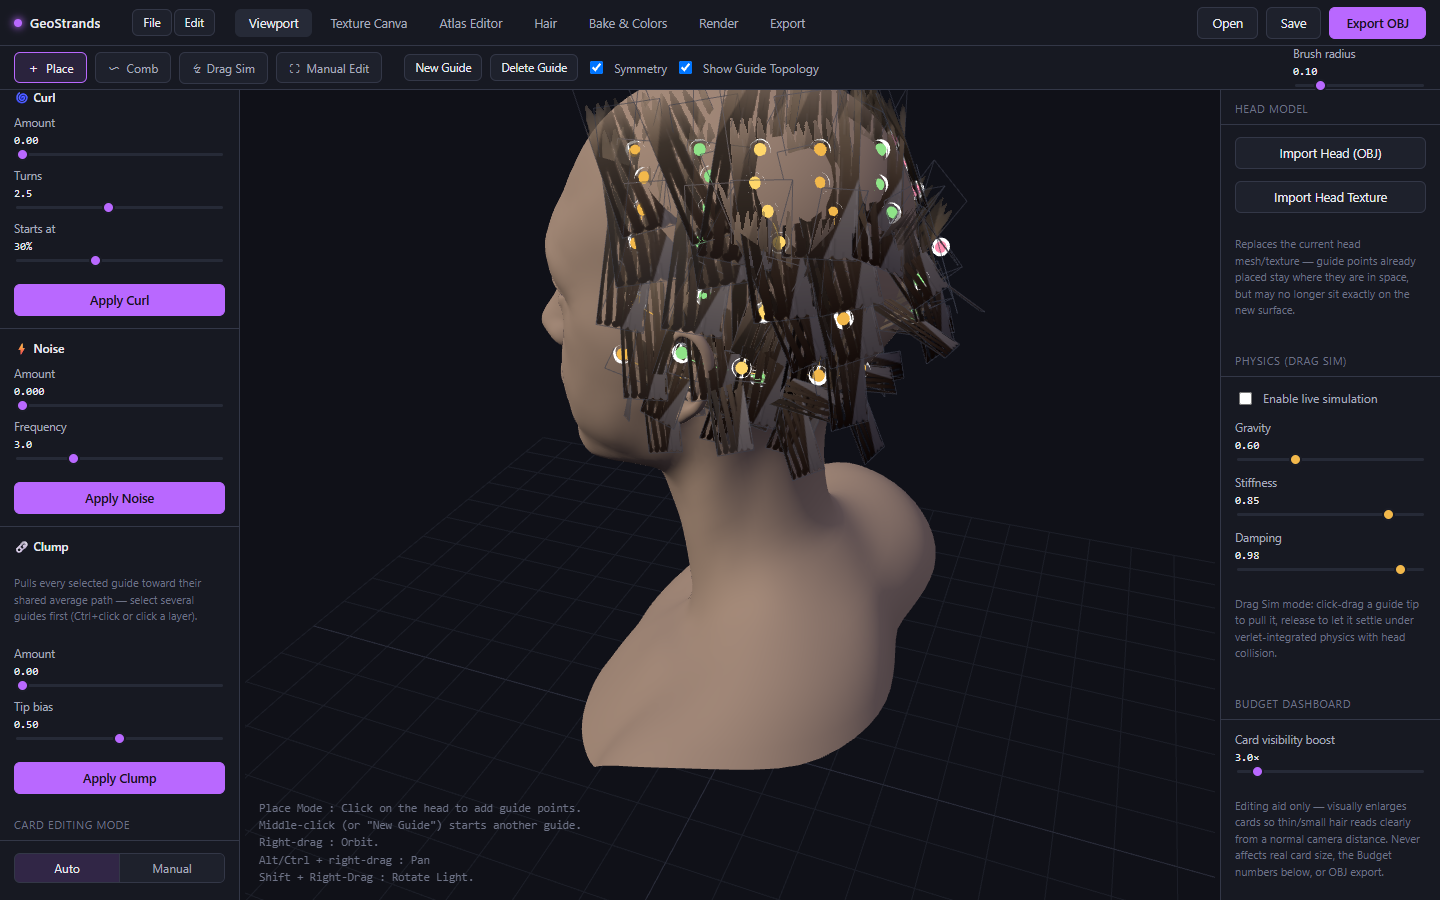 GeoStrands
File
Edit
Viewport
Texture Canva
Atlas Editor
Hair
Bake & Colors
Render
Export
Open
Save
Export OBJ
Place
Comb
Drag Sim
Manual Edit
New Guide
Delete Guide
Symmetry
Show Guide Topology
Brush radius
0.10
Curl
Amount
0.00
Turns
2.5
Starts at
30%
Apply Curl
Noise
Amount
0.000
Frequency
3.0
Apply Noise
Clump
Pulls every selected guide toward their
shared average path — select several
guides first (Ctrl+click or click a layer).
Amount
0.00
Tip bias
0.50
Apply Clump
CARD EDITING MODE
Auto
Manual
Place Mode : Click on the head to add guide points.
Middle-click (or "New Guide") starts another guide.
Right-drag : Orbit.
Alt/Ctrl + right-drag : Pan
Shift + Right-Drag : Rotate Light.
HEAD MODEL
Import Head (OBJ)
Import Head Texture
Replaces the current head
mesh/texture — guide points already
placed stay where they are in space,
but may no longer sit exactly on the
new surface.
PHYSICS (DRAG SIM)
Enable live simulation
Gravity
0.60
Stiffness
0.85
Damping
0.98
Drag Sim mode: click-drag a guide tip
to pull it, release to let it settle under
verlet-integrated physics with head
collision.
BUDGET DASHBOARD
Card visibility boost
3.0×
Editing aid only — visually enlarges
cards so thin/small hair reads clearly
from a normal camera distance. Never
affects real card size, the Budget
numbers below, or OBJ export.